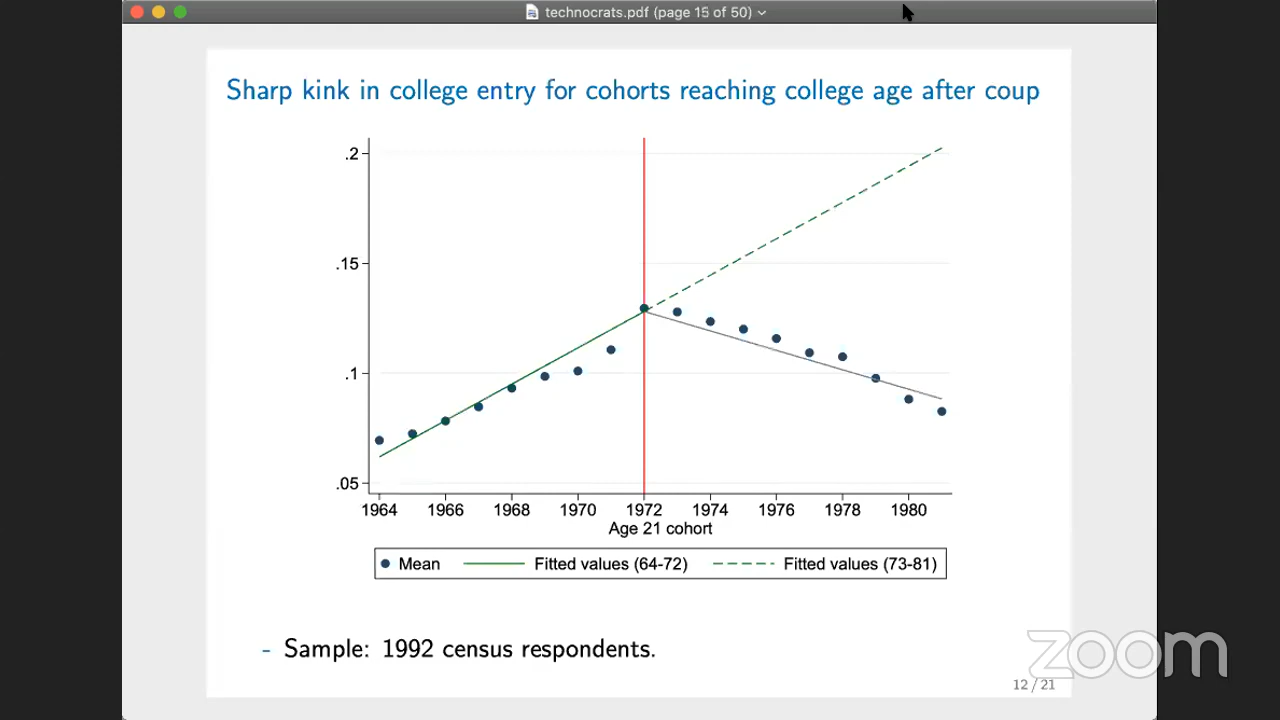 technocrats.pdf (page 15 of 50)
Sharp kink in college entry for cohorts reaching college age after coup
.2
.15
.1
.05
1964 1966 1968 1970 1972 1974 1976 1978 1980
Age 21 cohort
Mean Fitted values (64-72) Fitted values (73-81)
- Sample: 1992 census respondents.
zoom
12 / 21